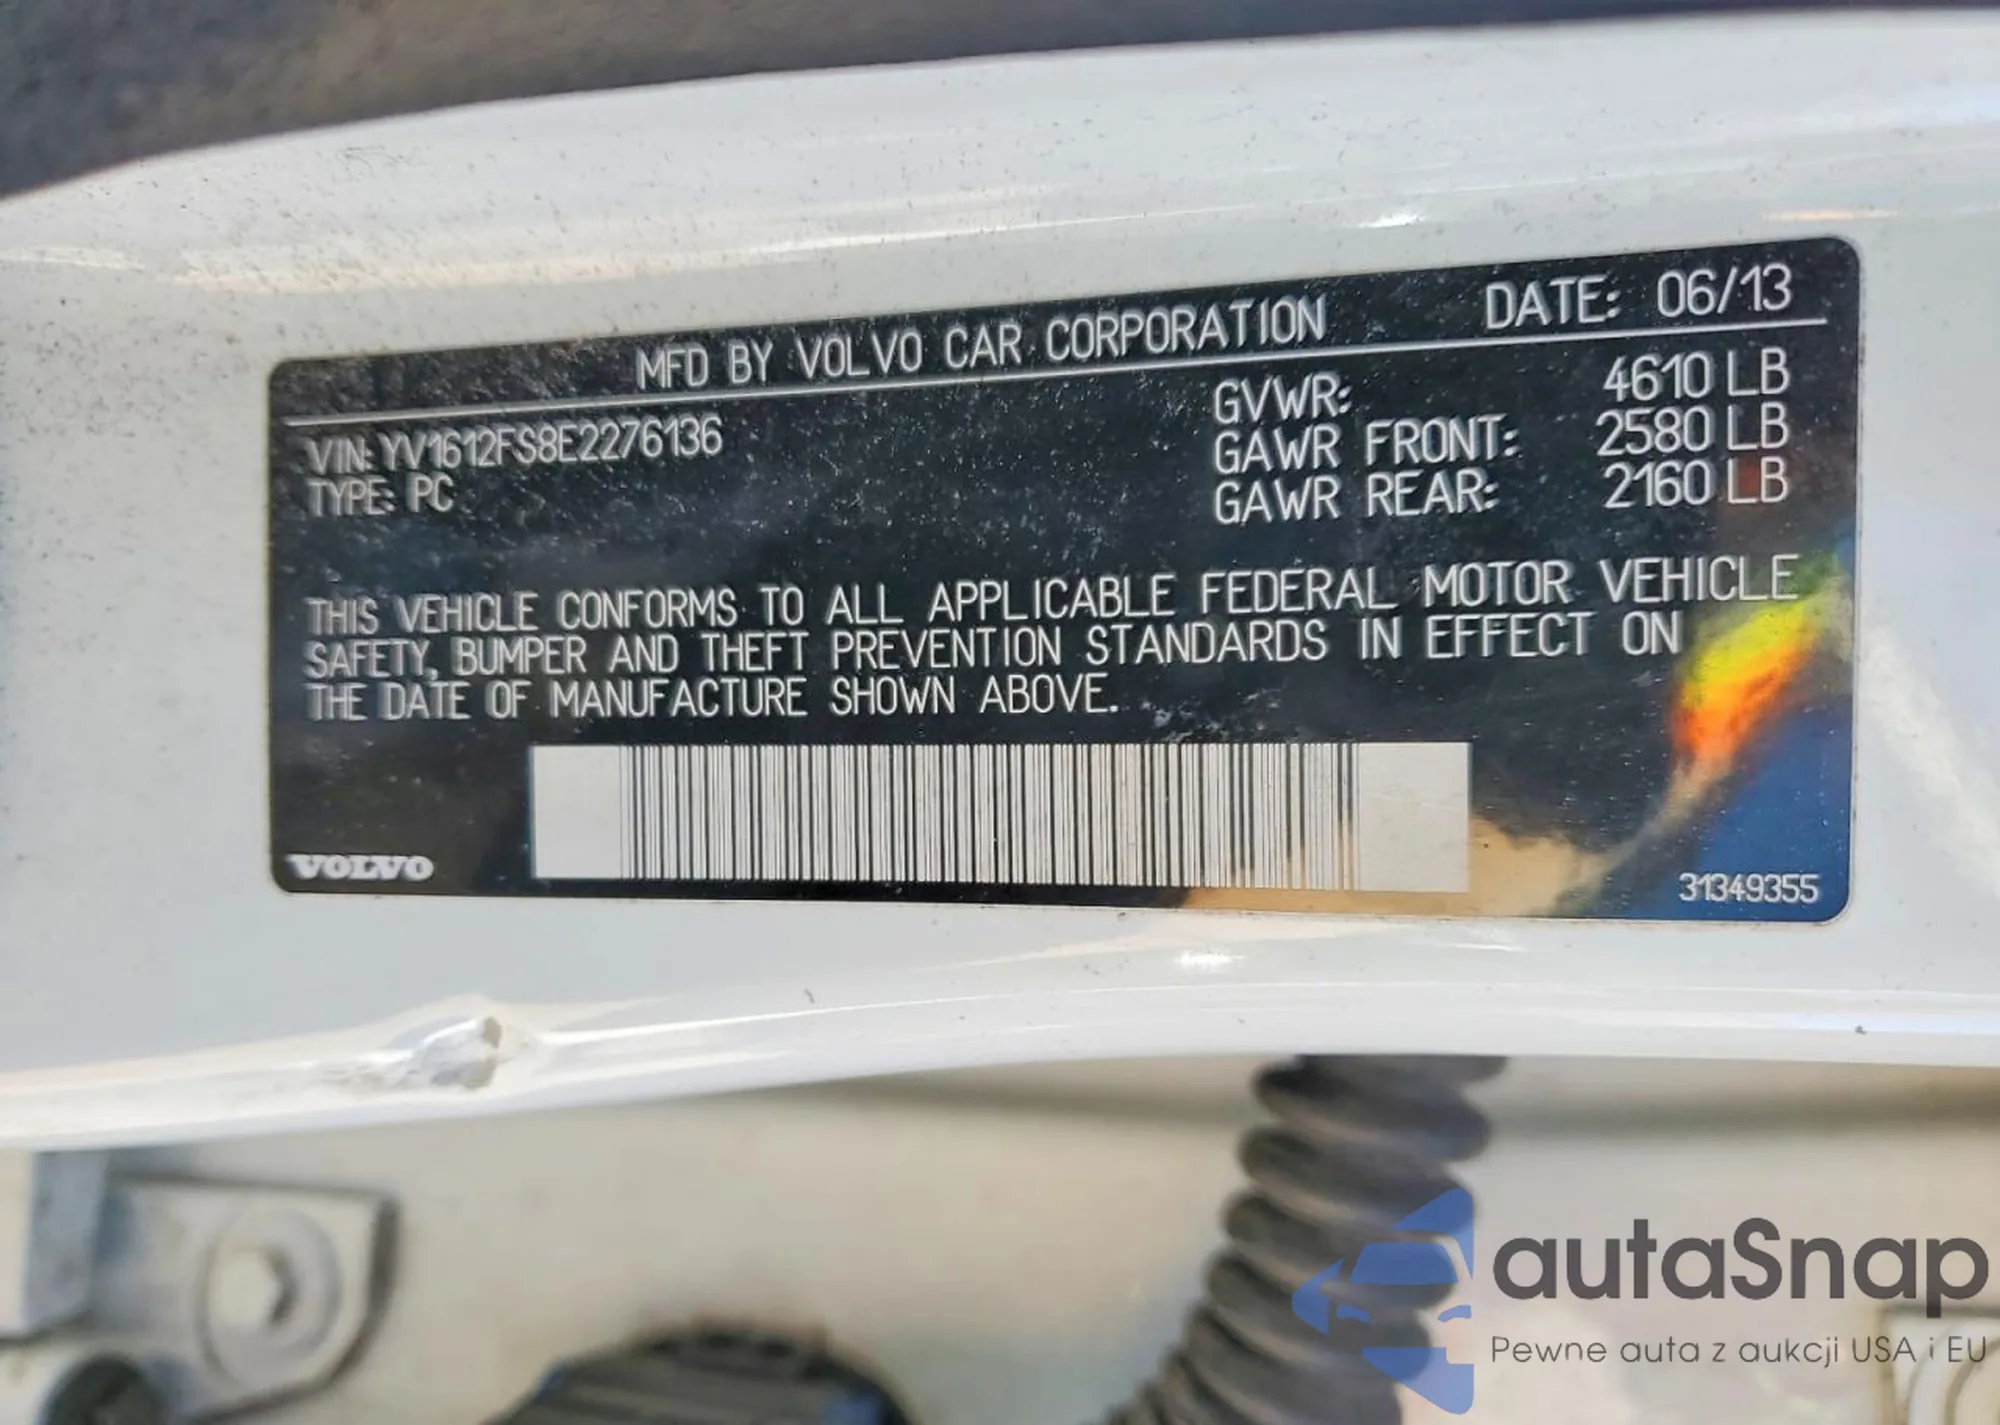 MFD BY VOLVO CAR CORPORATION DATE: 06/13
VIN: YV1612FS8E2276136
TYPE: PC
GVWR: 4610 LB
GAWR FRONT: 2580 LB
GAWR REAR: 2160 LB
THIS VEHICLE CONFORMS TO ALL APPLICABLE FEDERAL MOTOR VEHICLE
SAFETY, BUMPER AND THEFT PREVENTION STANDARDS IN EFFECT ON
THE DATE OF MANUFACTURE SHOWN ABOVE.
VOLVO
31349355
autaSnap
Pewne auta z aukcji USA i EU